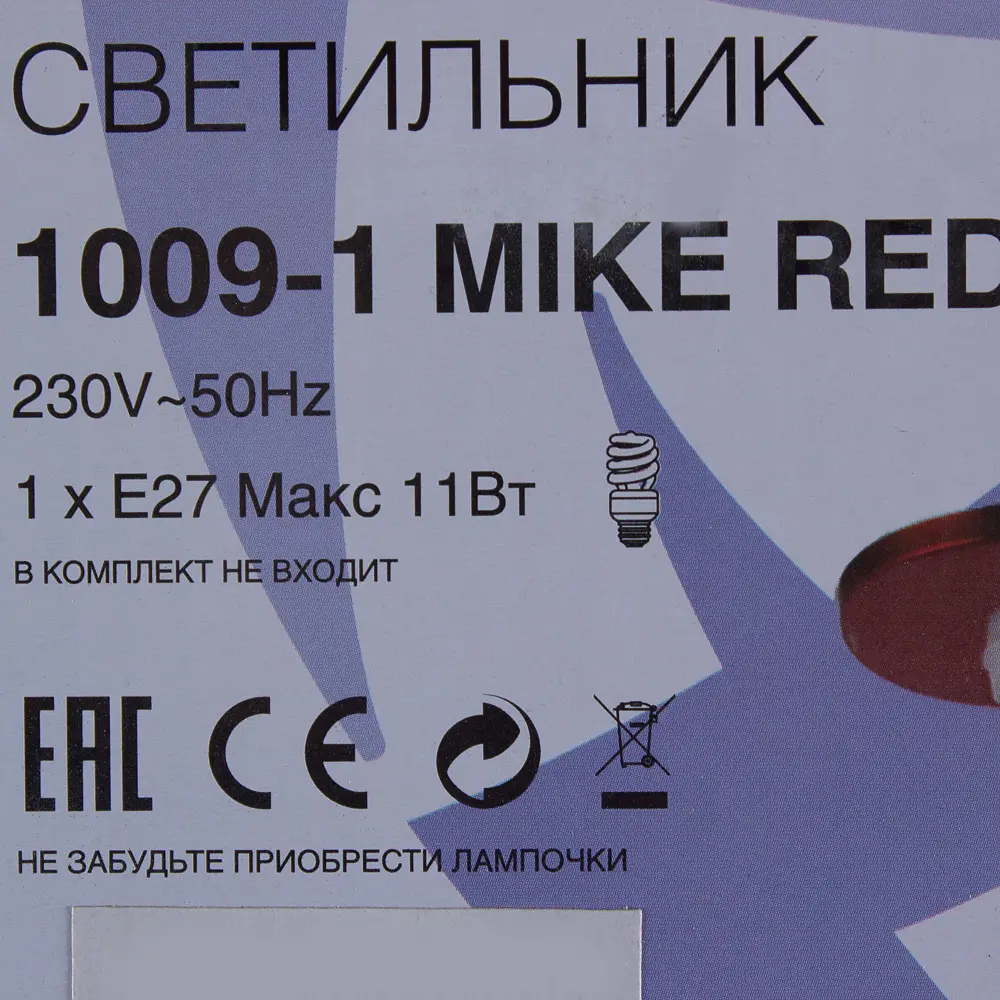 СВЕТИЛЬНИК
1009-1 MIKE RED
230V~50Hz
1 x E27 Макс 11Вт
В КОМПЛЕКТ НЕ ВХОДИТ
EAC CE
НЕ ЗАБУДЬТЕ ПРИОБРЕСТИ ЛАМПОЧКИ